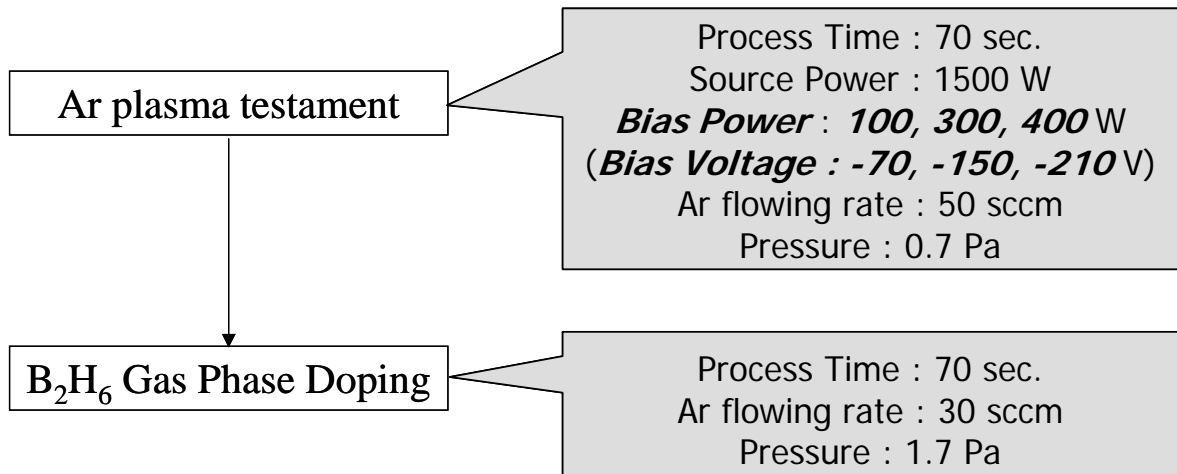 Ar plasma testament
Process Time : 70 sec.
Source Power : 1500 W
Bias Power : 100, 300, 400 W
(Bias Voltage : -70, -150, -210 V)
Ar flowing rate : 50 sccm
Pressure : 0.7 Pa
B₂H₆ Gas Phase Doping
Process Time : 70 sec.
Ar flowing rate : 30 sccm
Pressure : 1.7 Pa